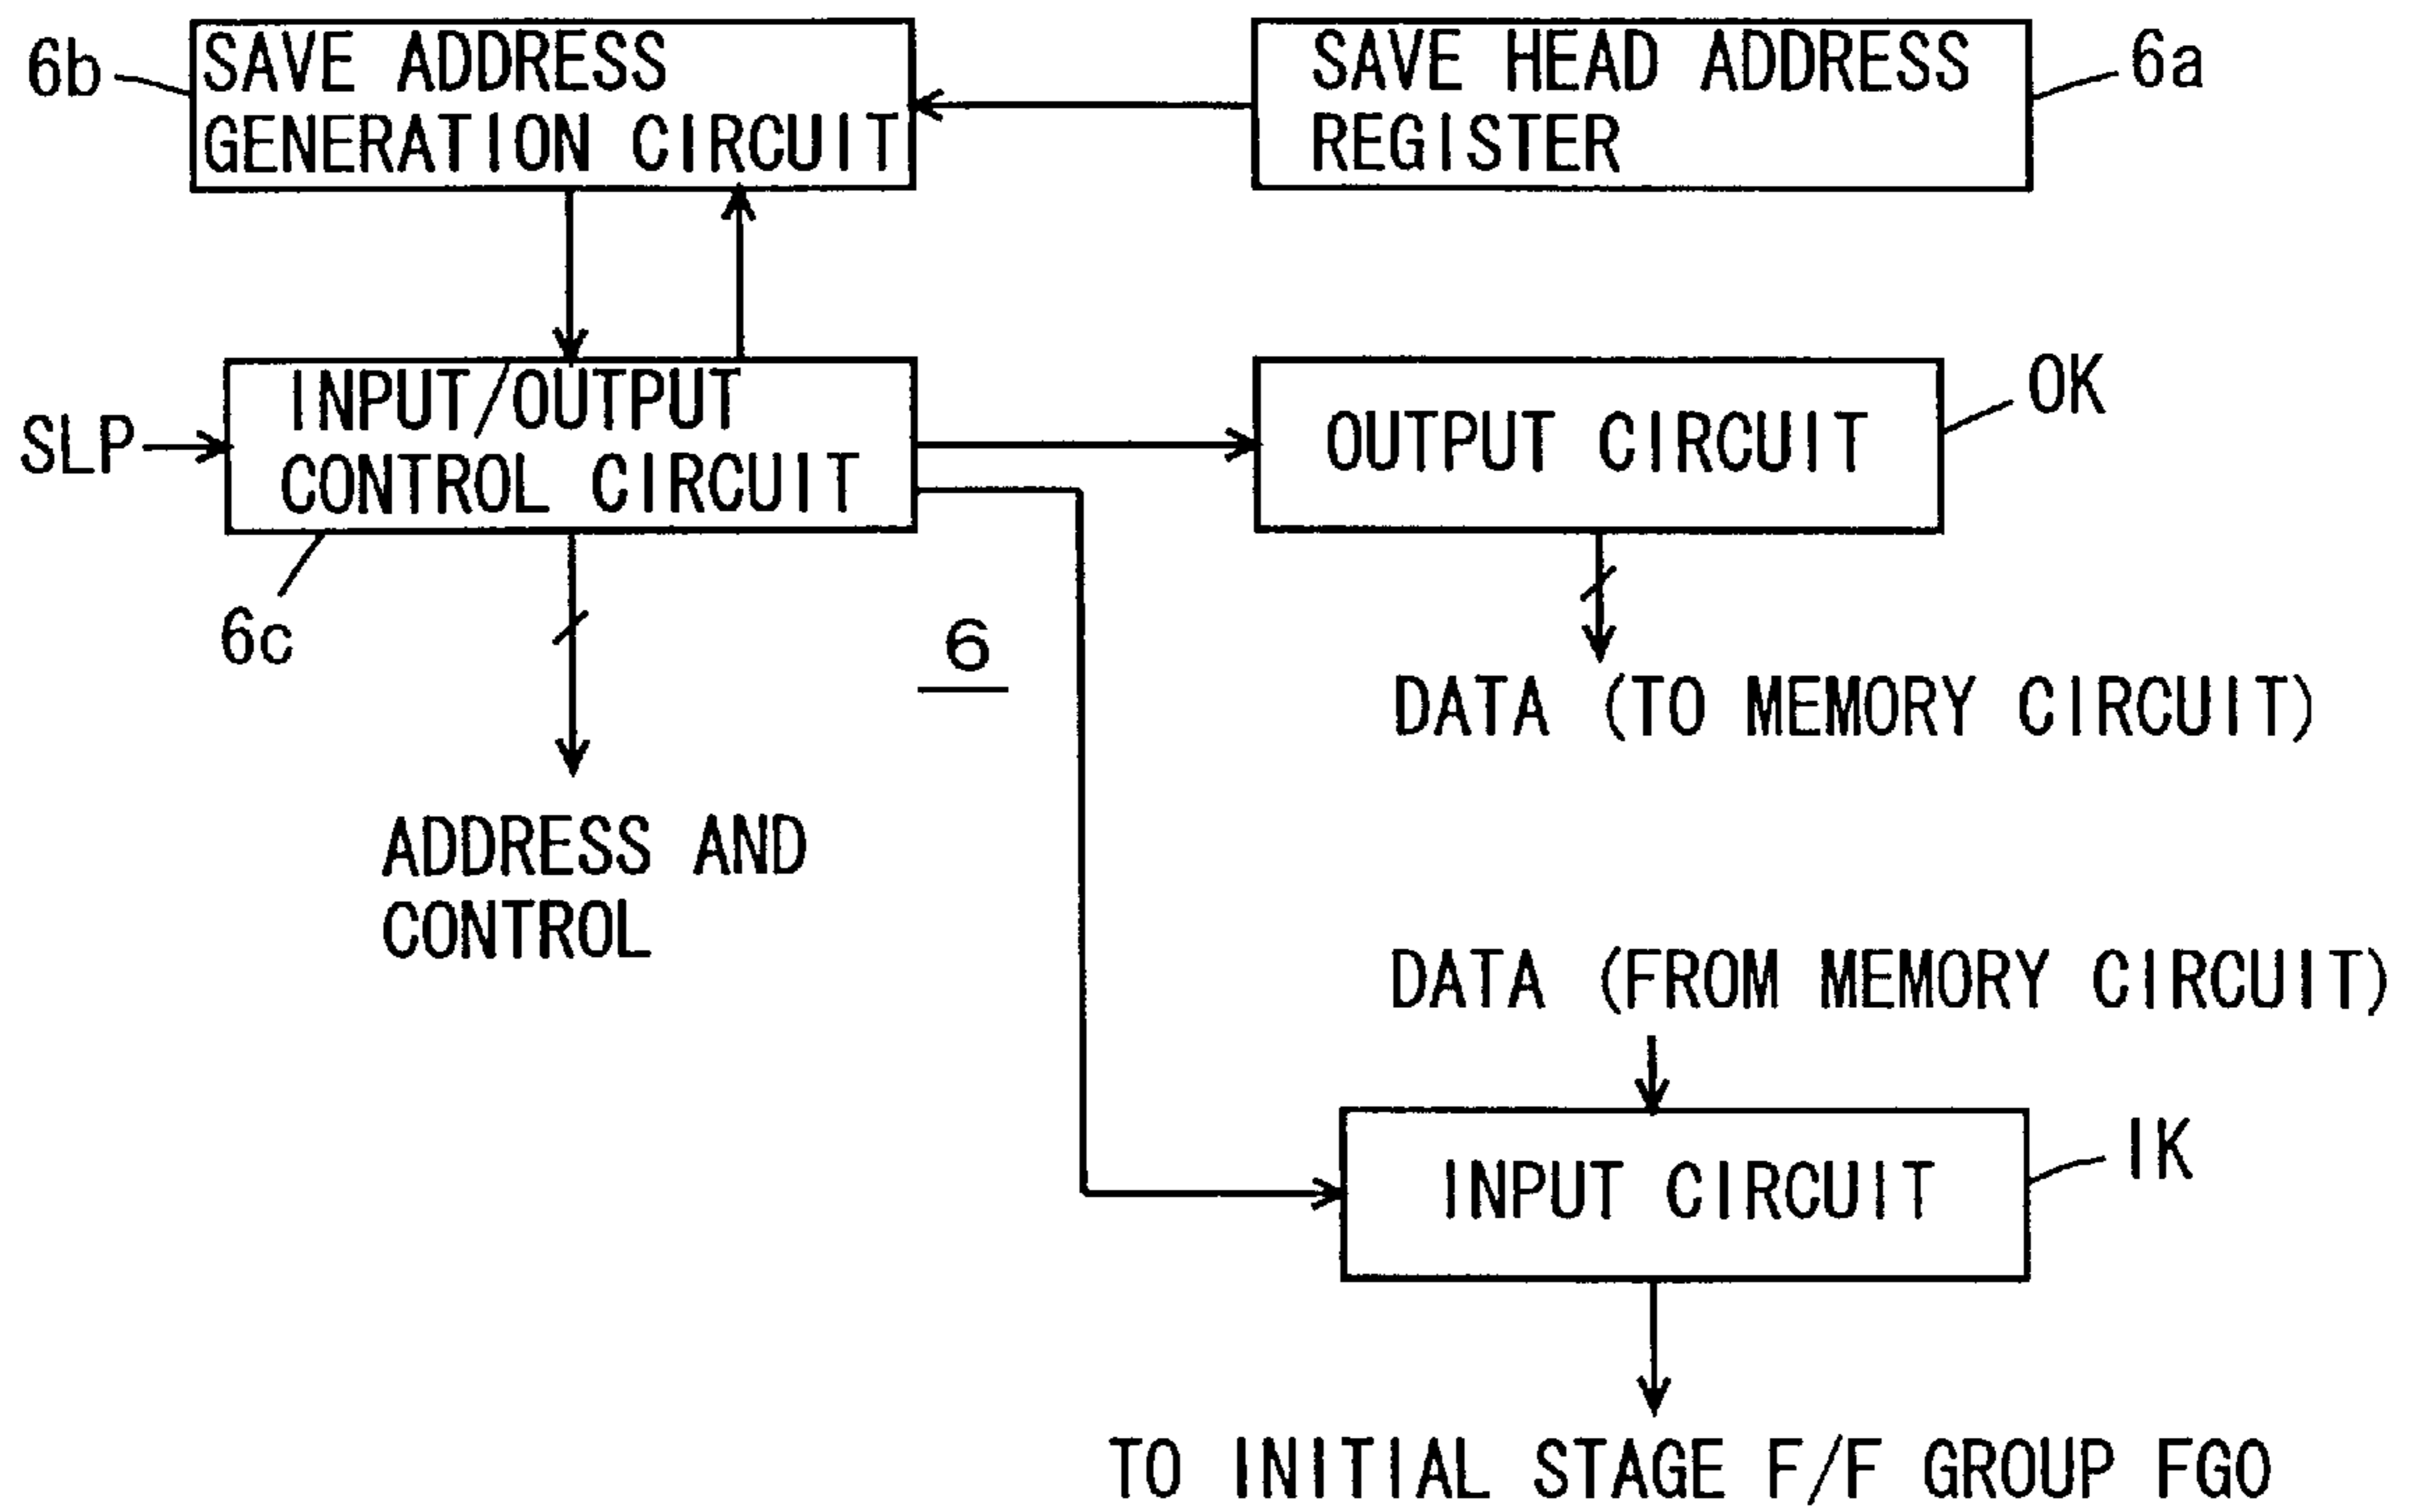 6b
SAVE ADDRESS
GENERATION CIRCUIT
SAVE HEAD ADDRESS
REGISTER
6a
SLP
INPUT/OUTPUT
CONTROL CIRCUIT
6c
OUTPUT CIRCUIT
OK
6
DATA (TO MEMORY CIRCUIT)
ADDRESS AND
CONTROL
DATA (FROM MEMORY CIRCUIT)
INPUT CIRCUIT
IK
TO INITIAL STAGE F/F GROUP FGO